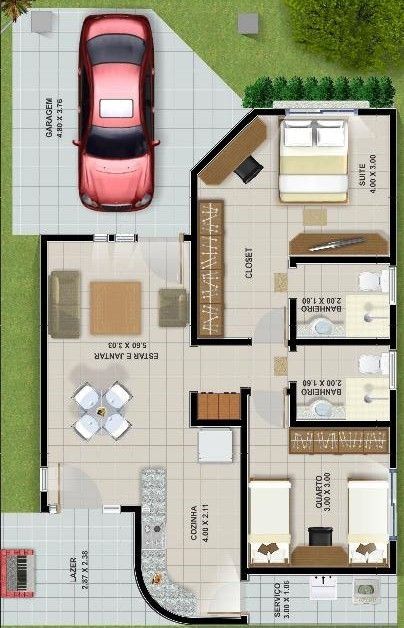 GARAGEM
4.80 X 3.76
SUITE
4.00 X 3.00
CLOSET
BANHEIRO
2.00 X 1.60
ESTAR E JANTAR
5.60 X 3.03
BANHEIRO
2.00 X 1.60
QUARTO
3.00 X 3.00
COZINHA
4.00 X 2.11
LAZER
2.87 X 2.38
SERVIÇO
3.00 X 1.05